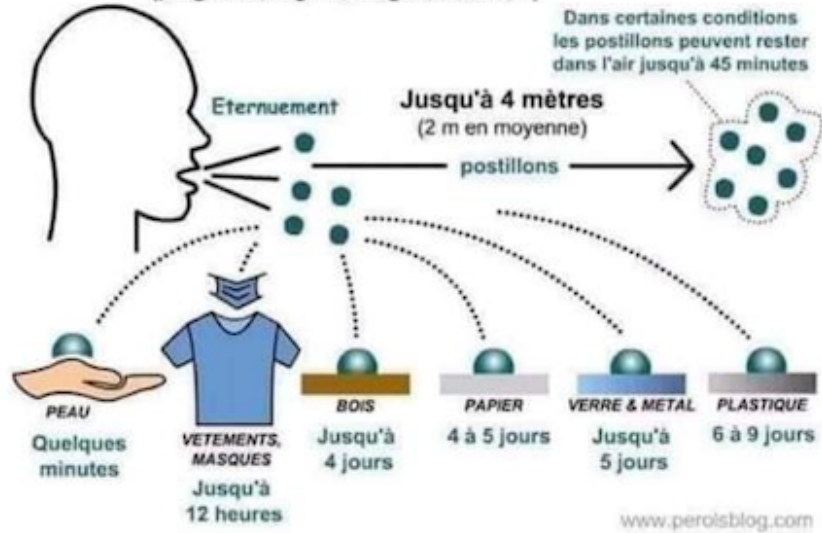 Dans certaines conditions
les postillons peuvent rester
dans l'air jusqu'à 45 minutes
Eternuement
Jusqu'à 4 mètres
(2 m en moyenne)
postillons
PEAU
Quelques
minutes
VETEMENTS,
MASQUES
Jusqu'à
12 heures
BOIS
Jusqu'à
4 jours
PAPIER
4 à 5 jours
VERRE & METAL
Jusqu'à
5 jours
PLASTIQUE
6 à 9 jours
www.perolsblog.com